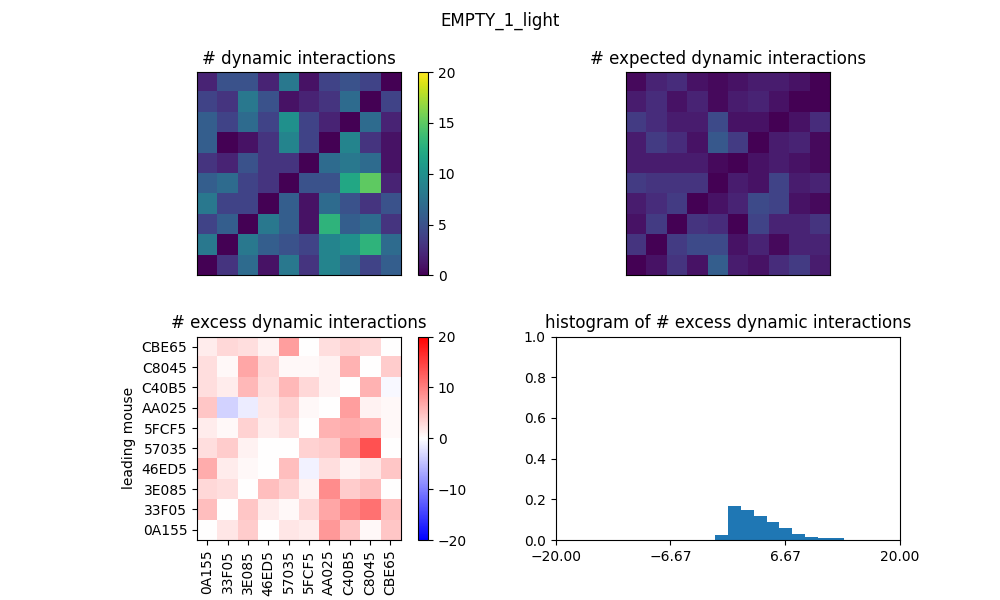 EMPTY_1_light
# dynamic interactions
# expected dynamic interactions
20
15
10
5
0
# excess dynamic interactions
histogram of # excess dynamic interactions
leading mouse
CBE65
C8045
C40B5
AA025
5FCF5
57035
46ED5
3E085
33F05
0A155
0A155
33F05
3E085
46ED5
57035
5FCF5
AA025
C40B5
C8045
CBE65
20
10
0
−10
−20
1.0
0.8
0.6
0.4
0.2
0.0
−20.00
−6.67
6.67
20.00